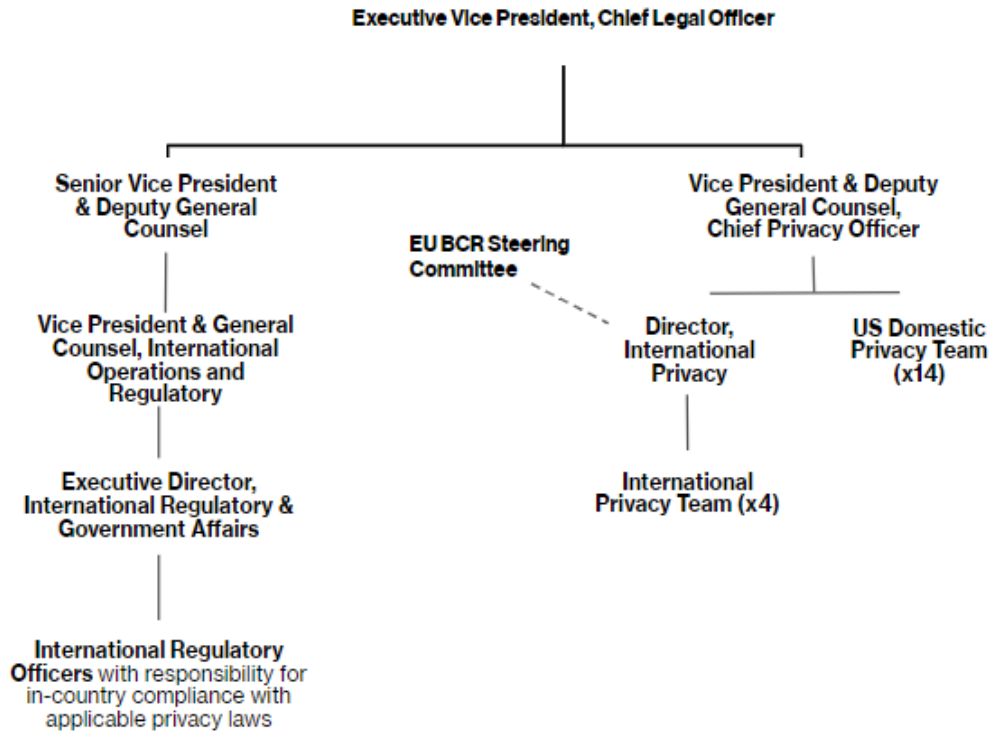 Executive Vice President, Chief Legal Officer
Senior Vice President
& Deputy General
Counsel
Vice President & Deputy
General Counsel,
Chief Privacy Officer
EU BCR Steering
Committee
Vice President & General
Counsel, International
Operations and
Regulatory
Director,
International
Privacy
US Domestic
Privacy Team
(x14)
Executive Director,
International Regulatory &
Government Affairs
International
Privacy Team (x4)
International Regulatory
Officers with responsibility for
in-country compliance with
applicable privacy laws